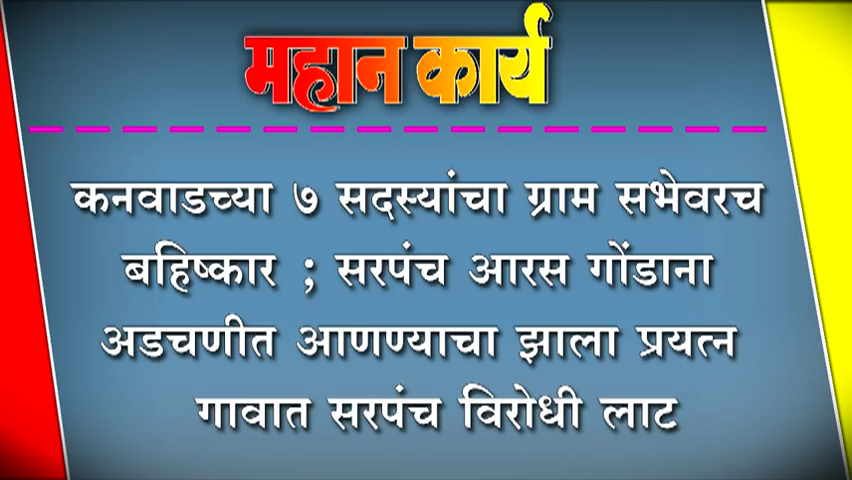 महान कार्य
कनवाडच्या ७ सदस्यांचा ग्राम सभेवरच
बहिष्कार ; सरपंच आरस गोंडाना
अडचणीत आणण्याचा झाला प्रयत्न
गावात सरपंच विरोधी लाट